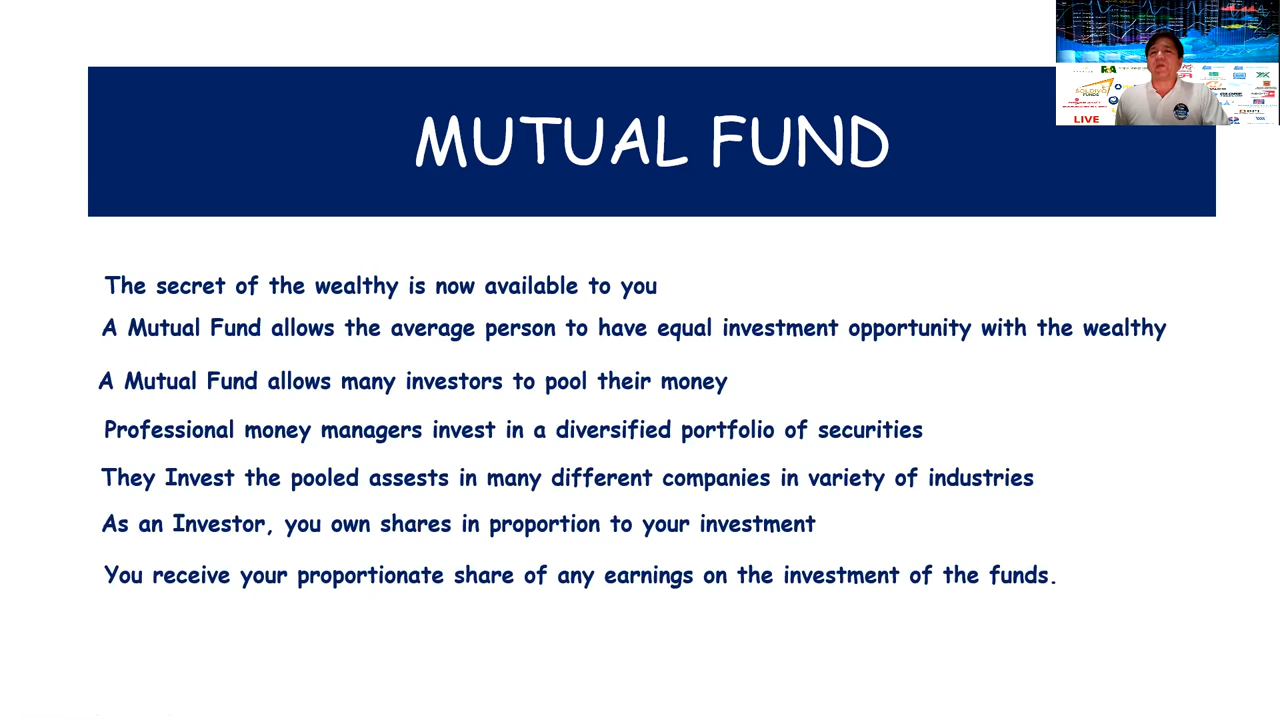 MUTUAL FUND
SOLDIVO
FUNDS
LIVE
The secret of the wealthy is now available to you
A Mutual Fund allows the average person to have equal investment opportunity with the wealthy
A Mutual Fund allows many investors to pool their money
Professional money managers invest in a diversified portfolio of securities
They Invest the pooled assests in many different companies in variety of industries
As an Investor, you own shares in proportion to your investment
You receive your proportionate share of any earnings on the investment of the funds.